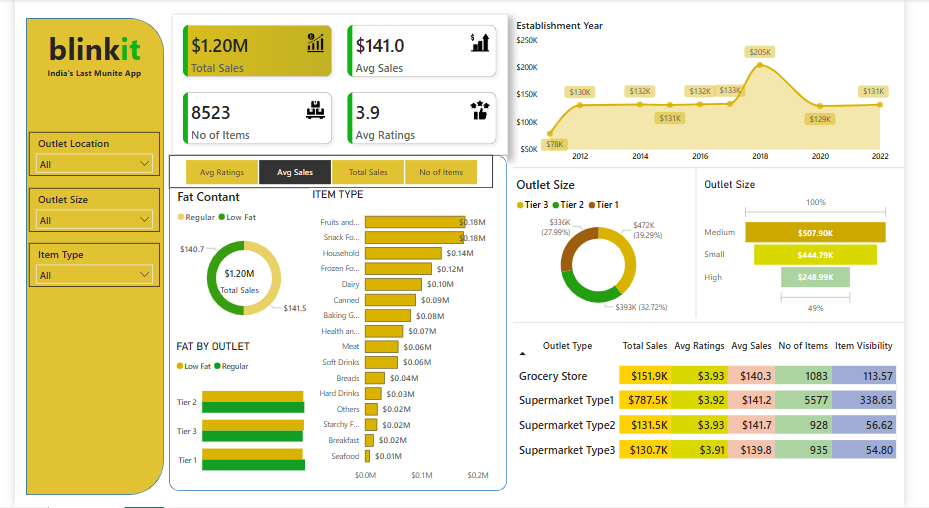 blinkit
India's Last Munite App
Outlet Location
All
Outlet Size
All
Item Type
All
$1.20M
Total Sales
$141.0
Avg Sales
8523
No of Items
3.9
Avg Ratings
Avg Ratings
Avg Sales
Total Sales
No of Items
Fat Contant
Regular
Low Fat
$140.7
$1.20M
Total Sales
$141.5
FAT BY OUTLET
Low Fat
Regular
Tier 2
Tier 3
Tier 1
ITEM TYPE
Fruits and... $0.18M
Snack Fo... $0.18M
Household $0.14M
Frozen Fo... $0.12M
Dairy $0.10M
Canned $0.09M
Baking G... $0.08M
Health an... $0.07M
Meat $0.06M
Soft Drinks $0.06M
Breads $0.04M
Hard Drinks $0.03M
Others $0.02M
Starchy F... $0.02M
Breakfast $0.02M
Seafood $0.01M
$0.0M $0.1M $0.2M
Establishment Year
$250K
$200K
$150K
$100K
$50K
$78K
$130K
$132K
$131K
$132K
$133K
$205K
$129K
$131K
2012 2014 2016 2018 2020 2022
Outlet Size
Tier 3 Tier 2 Tier 1
$336K
(27.99%)
$472K
(39.29%)
$393K (32.72%)
Outlet Size
100%
Medium $507.90K
Small $444.79K
High $248.99K
49%
Outlet Type Total Sales Avg Ratings Avg Sales No of Items Item Visibility
Grocery Store $151.9K $3.93 $140.3 1083 113.57
Supermarket Type1 $787.5K $3.92 $141.2 5577 338.65
Supermarket Type2 $131.5K $3.93 $141.7 928 56.62
Supermarket Type3 $130.7K $3.91 $139.8 935 54.80